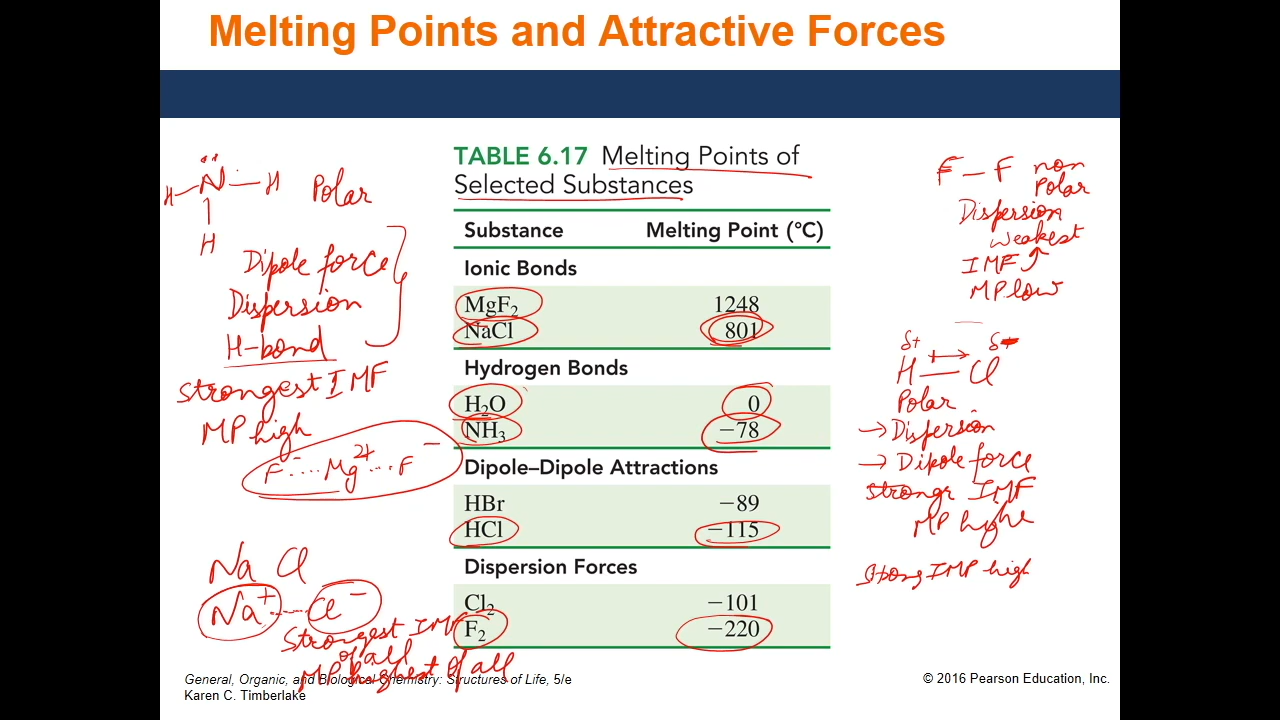 Melting Points and Attractive Forces
TABLE 6.17 Melting Points of
Selected Substances
Substance Melting Point (°C)
Ionic Bonds
MgF₂ 1248
NaCl 801
Hydrogen Bonds
H₂O 0
NH₃ −78
Dipole–Dipole Attractions
HBr −89
HCl −115
Dispersion Forces
Cl₂ −101
F₂ −220
H–N–H Polar
H
Dipole force
Dispersion
H-bond
strongest IMF
MP high
F⁻....Mg²⁺...F⁻
Na Cl
Na⁺....Cl⁻
Strongest IMF
of all
MP highest of all
F – F non
Polar
Dispersion
weakest
IMF
MP low
δ+ δ-
H – Cl
Polar
→ Dispersion
→ Dipole force
IMF
MP
Strong IMF high
General, Organic, and Biological Chemistry: Structures of Life, 5/e
Karen C. Timberlake
© 2016 Pearson Education, Inc.